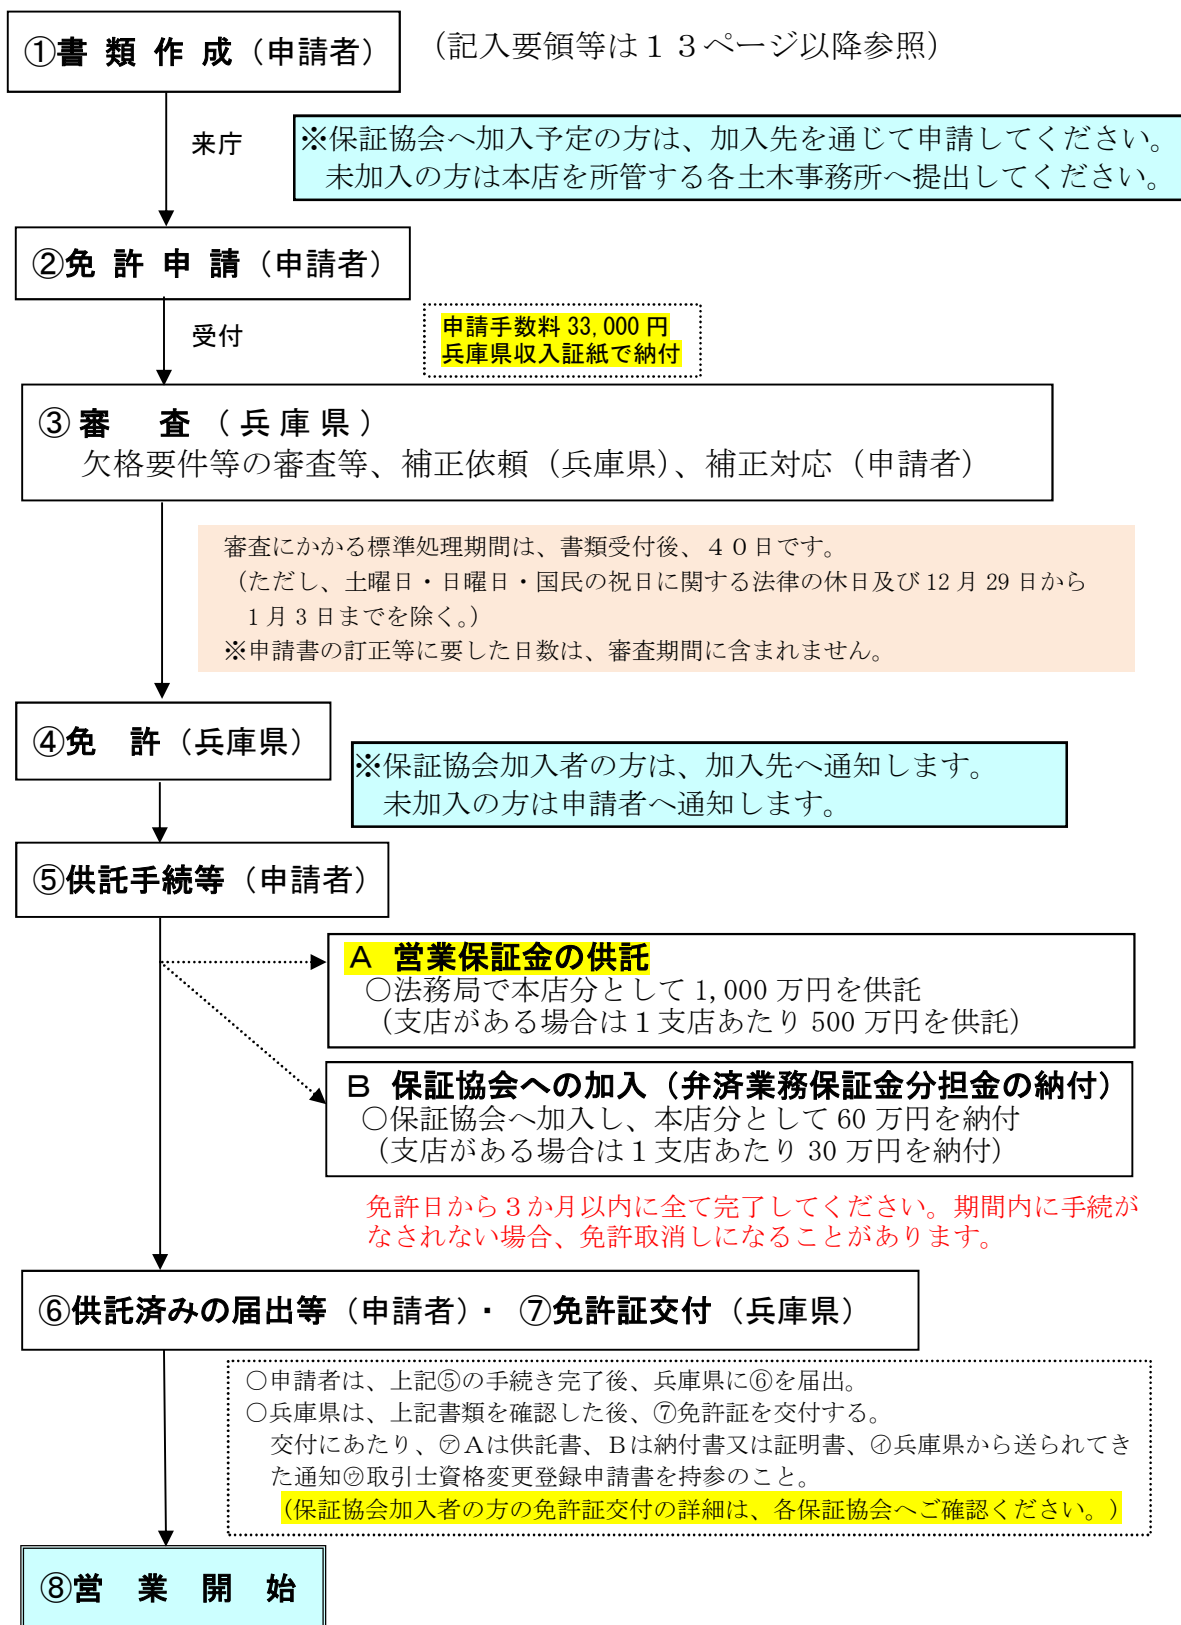 ①書類作成（申請者）　（記入要領等は１３ページ以降参照）
来庁
※保証協会へ加入予定の方は、加入先を通じて申請してください。
未加入の方は本店を所管する各土木事務所へ提出してください。
②免許申請（申請者）
受付
申請手数料 33,000 円
兵庫県収入証紙で納付
③審　査（兵庫県）
欠格要件等の審査等、補正依頼（兵庫県）、補正対応（申請者）
審査にかかる標準処理期間は、書類受付後、４０日です。
（ただし、土曜日・日曜日・国民の祝日に関する法律の休日及び 12 月 29 日から
1 月 3 日までを除く。）
※申請書の訂正等に要した日数は、審査期間に含まれません。
④免　許（兵庫県）
※保証協会加入者の方は、加入先へ通知します。
未加入の方は申請者へ通知します。
⑤供託手続等（申請者）
Ａ 営業保証金の供託
○法務局で本店分として 1,000 万円を供託
（支店がある場合は１支店あたり 500 万円を供託）
Ｂ 保証協会への加入（弁済業務保証金分担金の納付）
○保証協会へ加入し、本店分として 60 万円を納付
（支店がある場合は１支店あたり 30 万円を納付）
免許日から３か月以内に全て完了してください。期間内に手続が
なされない場合、免許取消しになることがあります。
⑥供託済みの届出等（申請者）・ ⑦免許証交付（兵庫県）
○申請者は、上記⑤の手続き完了後、兵庫県に⑥を届出。
○兵庫県は、上記書類を確認した後、⑦免許証を交付する。
交付にあたり、㋐Ａは供託書、Ｂは納付書又は証明書、㋑兵庫県から送られてき
た通知㋒取引士資格変更登録申請書を持参のこと。
（保証協会加入者の方の免許証交付の詳細は、各保証協会へご確認ください。）
⑧営　業　開　始